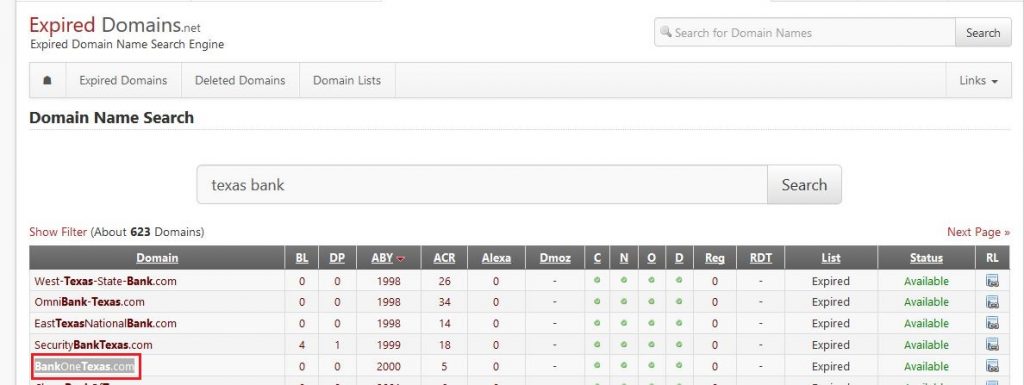 Expired Domains.net
Expired Domain Name Search Engine
Search for Domain Names Search
Expired Domains Deleted Domains Domain Lists Links
Domain Name Search
texas bank Search
Show Filter (About 623 Domains) Next Page »
Domain BL DP ABY ACR Alexa Dmoz C N O D Reg RDT List Status RL
West-Texas-State-Bank.com 0 0 1998 26 0 - 0 - Expired Available
OmniBank-Texas.com 0 0 1998 34 0 - 0 - Expired Available
EastTexasNationalBank.com 0 0 1998 14 0 - 0 - Expired Available
SecurityBankTexas.com 4 1 1999 18 0 - 0 - Expired Available
BankOneTexas.com 0 0 2000 5 0 - 0 - Expired Available